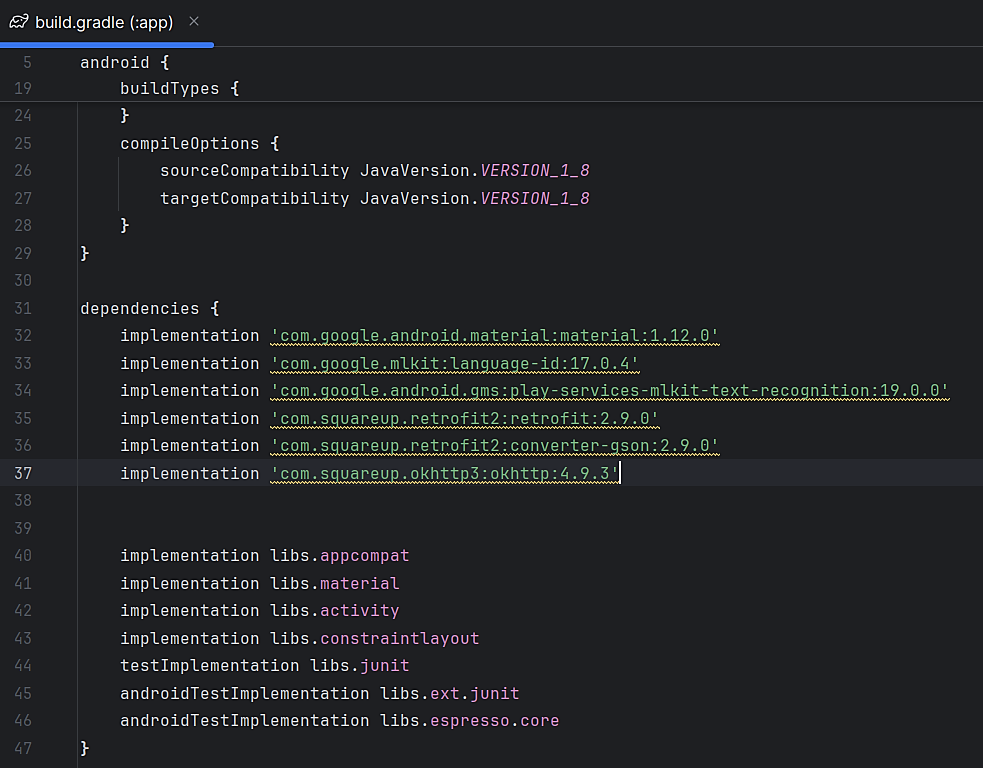 build.gradle (:app)
5 android {
19 buildTypes {
24 }
25 compileOptions {
26 sourceCompatibility JavaVersion.VERSION_1_8
27 targetCompatibility JavaVersion.VERSION_1_8
28 }
29 }
30
31 dependencies {
32 implementation 'com.google.android.material:material:1.12.0'
33 implementation 'com.google.mlkit:language-id:17.0.4'
34 implementation 'com.google.android.gms:play-services-mlkit-text-recognition:19.0.0'
35 implementation 'com.squareup.retrofit2:retrofit:2.9.0'
36 implementation 'com.squareup.retrofit2:converter-gson:2.9.0'
37 implementation 'com.squareup.okhttp3:okhttp:4.9.3'
38
39
40 implementation libs.appcompat
41 implementation libs.material
42 implementation libs.activity
43 implementation libs.constraintlayout
44 testImplementation libs.junit
45 androidTestImplementation libs.ext.junit
46 androidTestImplementation libs.espresso.core
47 }